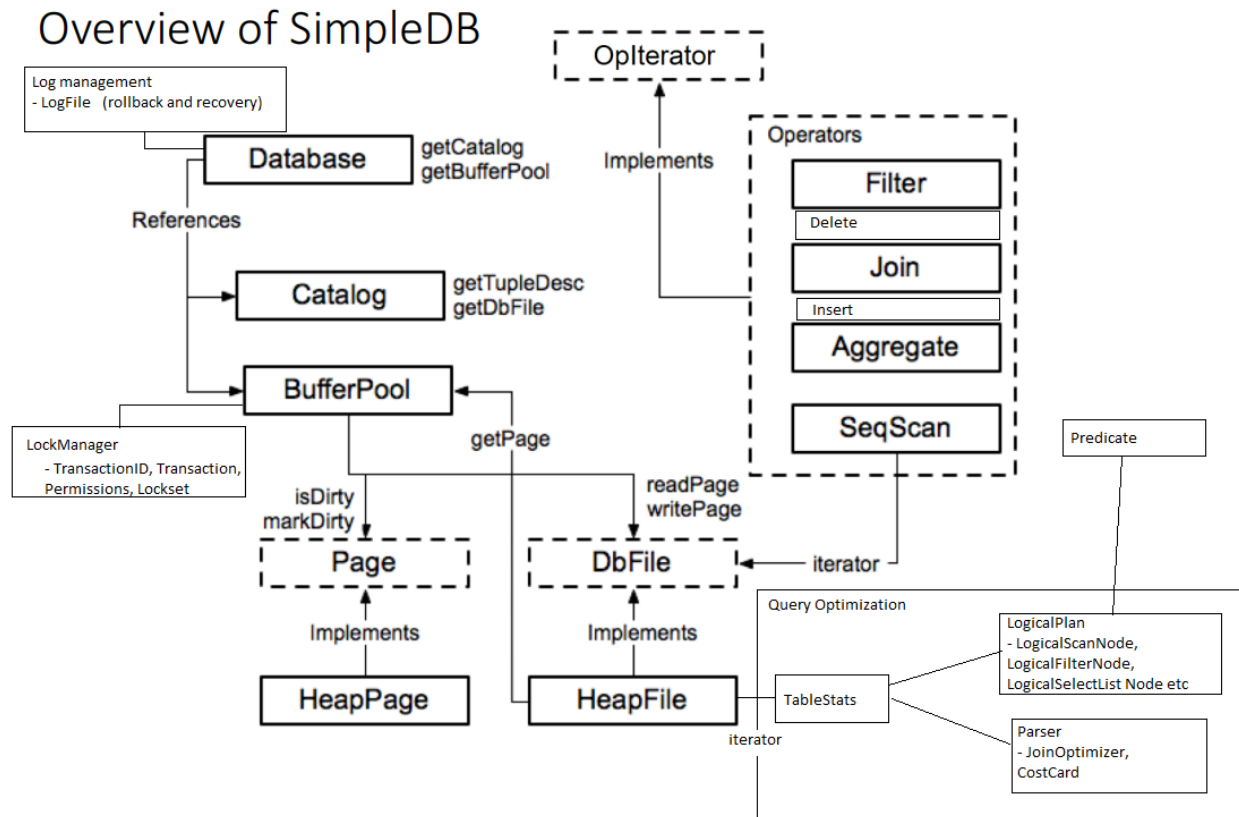 Overview of SimpleDB
OpIterator
Log management
- LogFile (rollback and recovery)
Operators
Database
getCatalog
getBufferPool
Implements
Filter
Delete
References
Join
Catalog
getTupleDesc
getDbFile
Insert
Aggregate
BufferPool
SeqScan
LockManager
- TransactionID, Transaction,
Permissions, Lockset
getPage
Predicate
isDirty
markDirty
readPage
writePage
Page
DbFile
iterator
Query Optimization
Implements
Implements
LogicalPlan
- LogicalScanNode,
LogicalFilterNode,
LogicalSelectList Node etc
HeapPage
HeapFile
TableStats
iterator
Parser
- JoinOptimizer,
CostCard